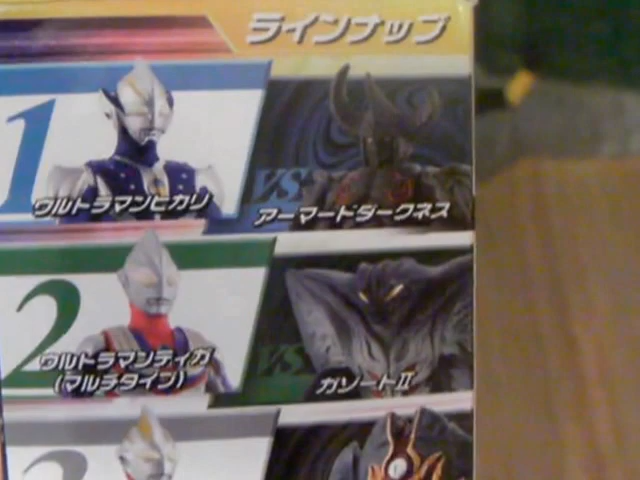 ラインナップ
1
VS
ウルトラマンヒカリ
アーマードダークネス
2
VS
ウルトラマンティガ
(マルチタイプ)
ガゾートⅡ
3